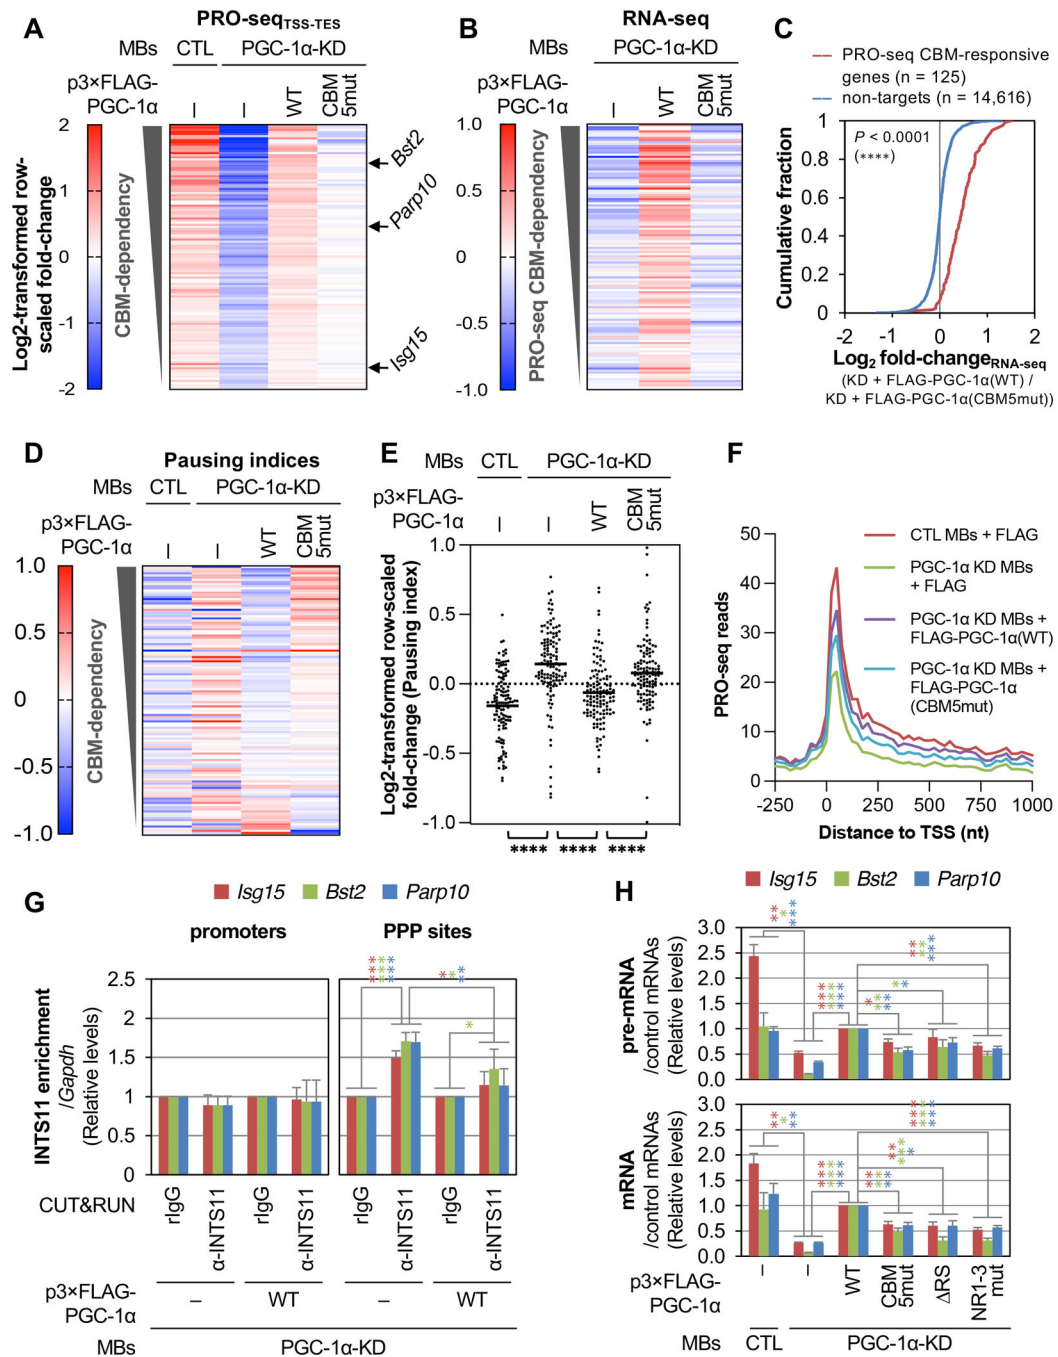 A
PRO-seqTSS-TES
MBs CTL PGC-1α-KD
p3×FLAG-
PGC-1α
– – WT CBM 5mut
Log2-transformed row-
scaled fold-change
2
1
0
-1
-2
CBM-dependency
Bst2
Parp10
Isg15
B
RNA-seq
MBs PGC-1α-KD
p3×FLAG-
PGC-1α
– WT CBM 5mut
1.0
0.5
0
-0.5
-1.0
PRO-seq CBM-dependency
C
PRO-seq CBM-responsive
genes (n = 125)
non-targets (n = 14,616)
P < 0.0001
(****)
Cumulative fraction
1
0.8
0.6
0.4
0.2
0
-2 -1 0 1 2
Log2 fold-changeRNA-seq
(KD + FLAG-PGC-1α(WT) /
KD + FLAG-PGC-1α(CBM5mut))
D
Pausing indices
MBs CTL PGC-1α-KD
p3×FLAG-
PGC-1α
– – WT CBM 5mut
1.0
0.5
0
-0.5
-1.0
CBM-dependency
E
MBs CTL PGC-1α-KD
p3×FLAG-
PGC-1α
– – WT CBM 5mut
Log2-transformed row-scaled
fold-change (Pausing index)
1.0
0.5
0.0
-0.5
-1.0
**** **** ****
F
PRO-seq reads
50
40
30
20
10
0
-250 0 250 500 750 1000
Distance to TSS (nt)
CTL MBs + FLAG
PGC-1α KD MBs
+ FLAG
PGC-1α KD MBs +
FLAG-PGC-1α(WT)
PGC-1α KD MBs +
FLAG-PGC-1α
(CBM5mut)
G
Isg15 Bst2 Parp10
promoters PPP sites
INTS11 enrichment
/Gapdh
(Relative levels)
2.5
2
1.5
1
0.5
0
*** *** ***
* * **
*
CUT&RUN
rIgG α-INTS11 rIgG α-INTS11 rIgG α-INTS11 rIgG α-INTS11
p3×FLAG-
PGC-1α
– WT – WT
MBs PGC-1α-KD
H
Isg15 Bst2 Parp10
pre-mRNA
/control mRNAs
(Relative levels)
3.0
2.5
2.0
1.5
1.0
0.5
0.0
** * ***
*** *** ***
* ** **
* *
** ** ***
mRNA
/control mRNAs
(Relative levels)
3.0
2.5
2.0
1.5
1.0
0.5
0.0
** * **
*** *** ***
** *** ***
** *** *
*** *** ***
p3×FLAG-
PGC-1α
– – WT CBM 5mut ΔRS NR1-3 mut
MBs CTL PGC-1α-KD